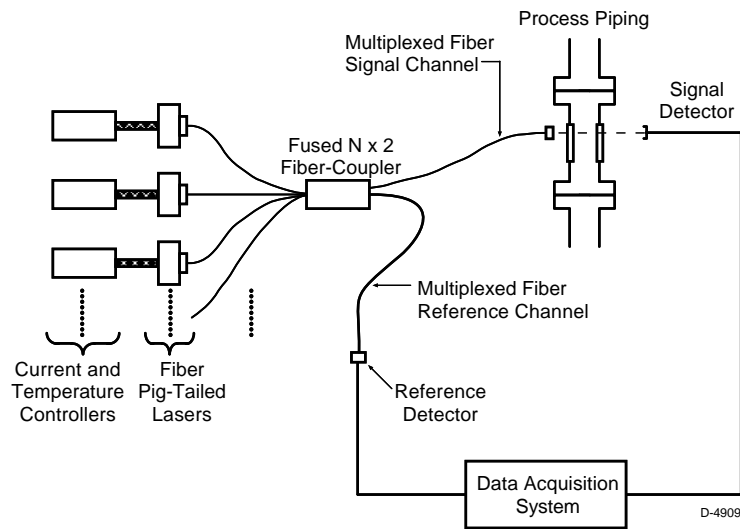 Process Piping
Multiplexed Fiber
Signal Channel
Signal
Detector
Fused N x 2
Fiber-Coupler
Multiplexed Fiber
Reference Channel
Current and
Temperature
Controllers
Fiber
Pig-Tailed
Lasers
Reference
Detector
Data Acquisition
System
D-4909